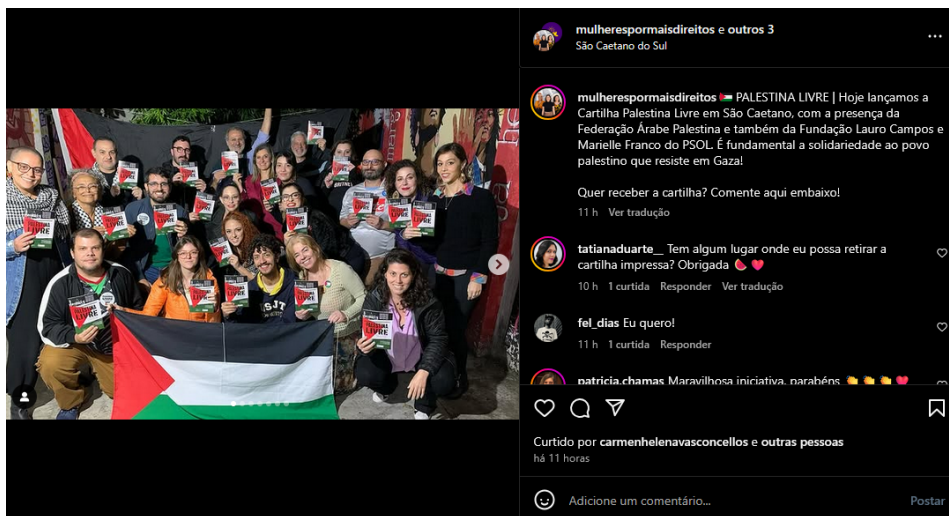 mulherespormaisdireitos e outros 3
São Caetano do Sul
mulherespormaisdireitos 🇵🇸 PALESTINA LIVRE | Hoje lançamos a
Cartilha Palestina Livre em São Caetano, com a presença da
Federação Árabe Palestina e também da Fundação Lauro Campos e
Marielle Franco do PSOL. É fundamental a solidariedade ao povo
palestino que resiste em Gaza!
Quer receber a cartilha? Comente aqui embaixo!
11 h Ver tradução
tatianaduarte__ Tem algum lugar onde eu possa retirar a
cartilha impressa? Obrigada 🍉 ❤️
10 h 1 curtida Responder Ver tradução
fel_dias Eu quero!
11 h 1 curtida Responder
patricia.chamas Maravilhosa iniciativa, parabéns 👏 👏 👏 ❤️
Curtido por carmenhelenavasconcellos e outras pessoas
há 11 horas
Adicione um comentário...
Postar
PALESTINA
LIVRE